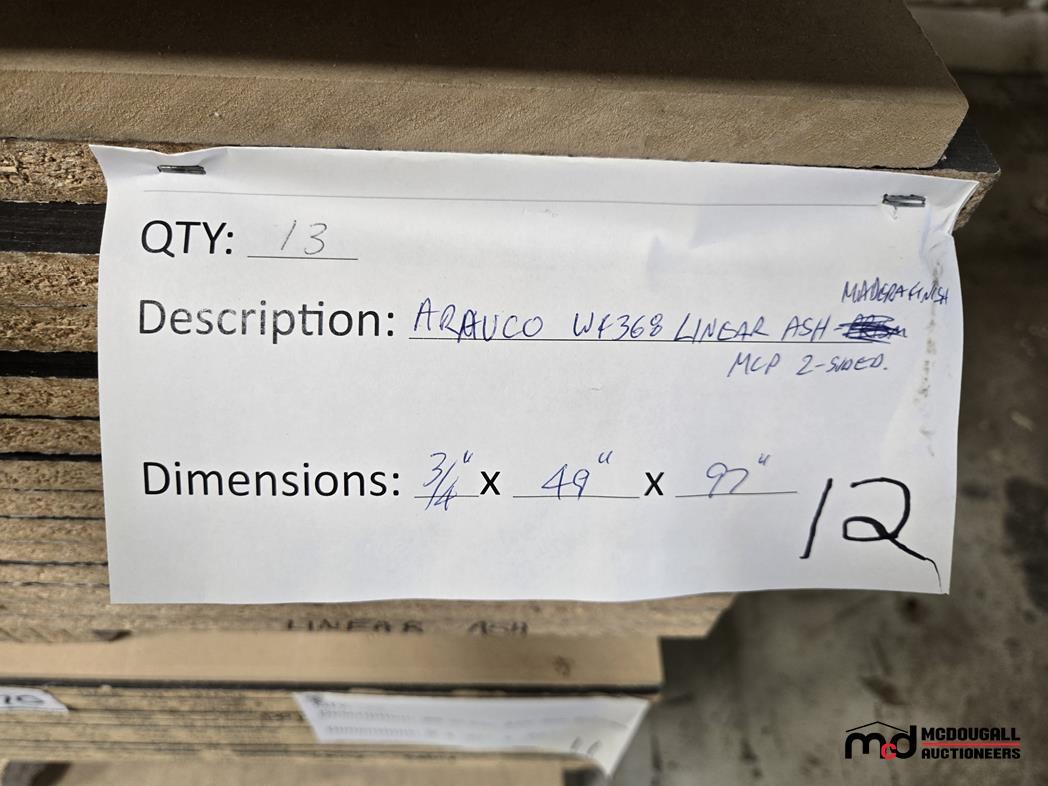 QTY: 13
MADERA FINISH
Description: ARAUCO WF368 LINEAR ASH
MCP 2-SIDED.
Dimensions: 3/4" x 49" x 97"
12
LINEAR ASH
mcd MCDOUGALL
AUCTIONEERS